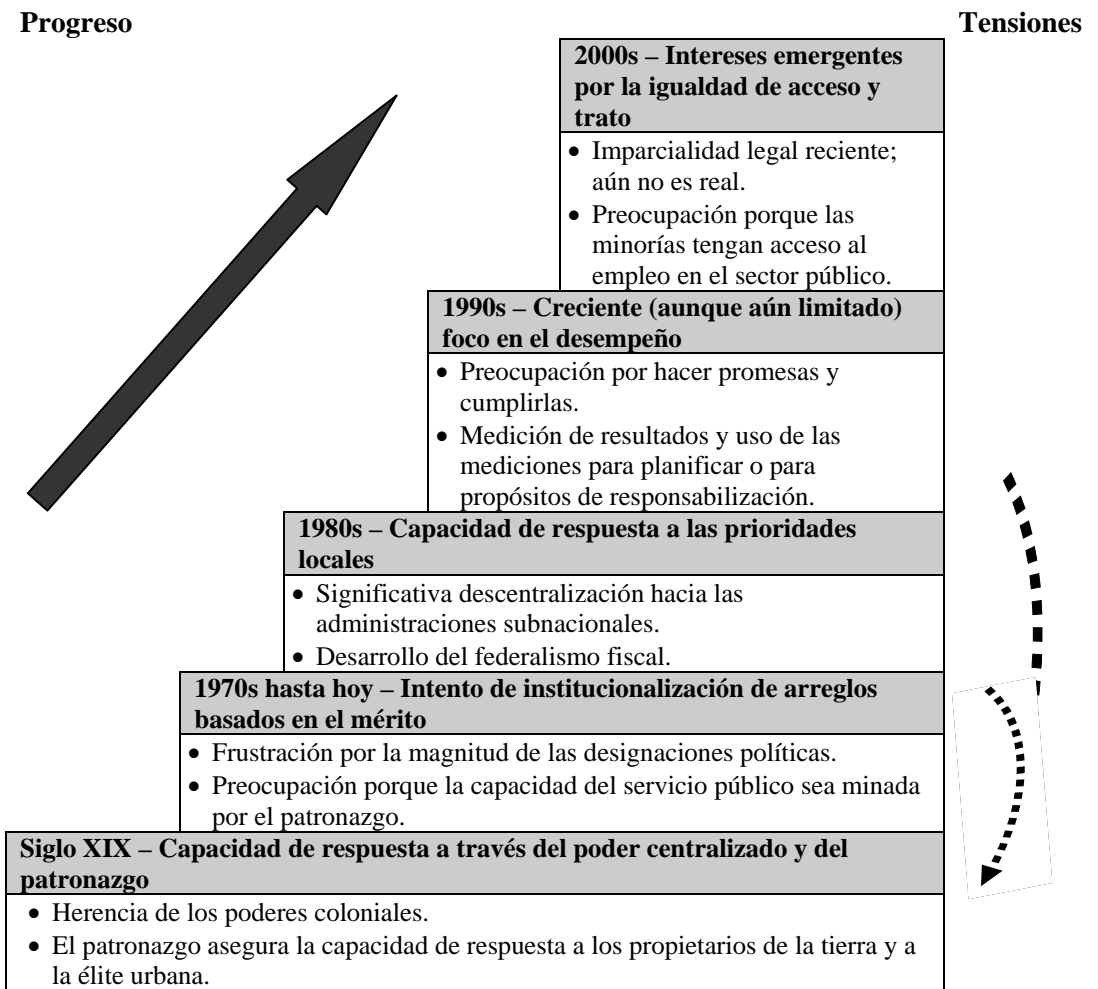 Progreso
Tensiones
2000s – Intereses emergentes
por la igualdad de acceso y
trato
• Imparcialidad legal reciente;
aún no es real.
• Preocupación porque las
minorías tengan acceso al
empleo en el sector público.
1990s – Creciente (aunque aún limitado)
foco en el desempeño
• Preocupación por hacer promesas y
cumplirlas.
• Medición de resultados y uso de las
mediciones para planificar o para
propósitos de responsabilización.
1980s – Capacidad de respuesta a las prioridades
locales
• Significativa descentralización hacia las
administraciones subnacionales.
• Desarrollo del federalismo fiscal.
1970s hasta hoy – Intento de institucionalización de arreglos
basados en el mérito
• Frustración por la magnitud de las designaciones políticas.
• Preocupación porque la capacidad del servicio público sea minada
por el patronazgo.
Siglo XIX – Capacidad de respuesta a través del poder centralizado y del
patronazgo
• Herencia de los poderes coloniales.
• El patronazgo asegura la capacidad de respuesta a los propietarios de la tierra y a
la élite urbana.